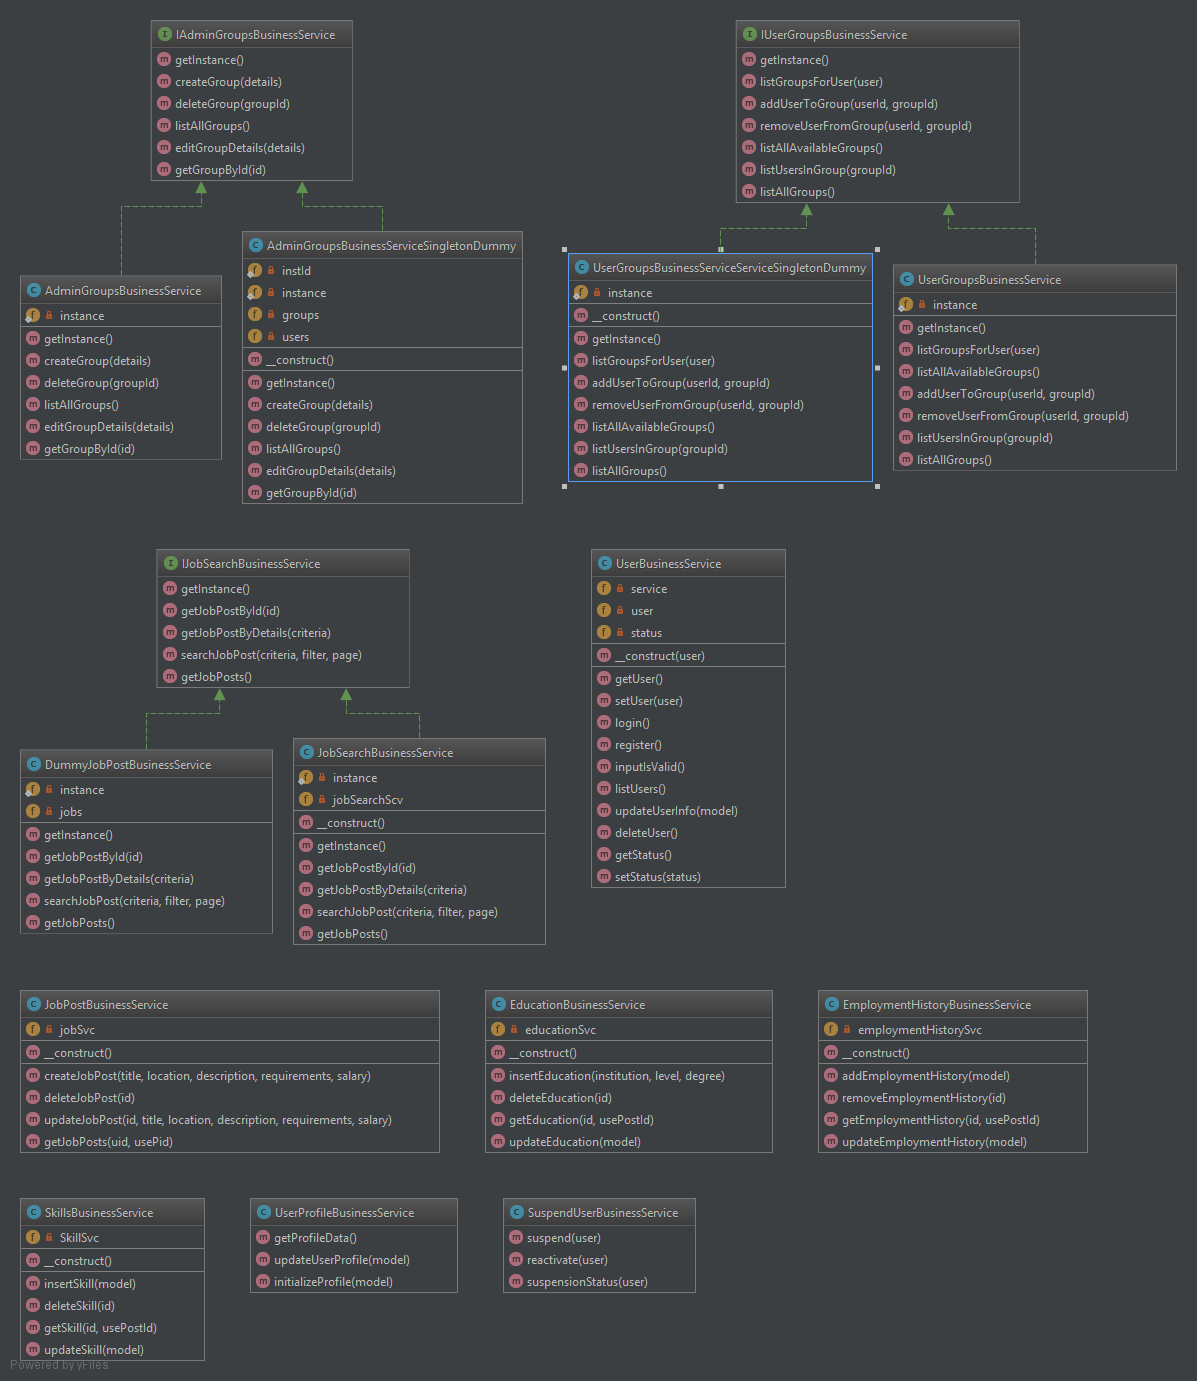 IAdminGroupsBusinessService
getInstance()
createGroup(details)
deleteGroup(groupId)
listAllGroups()
editGroupDetails(details)
getGroupById(id)
IUserGroupsBusinessService
getInstance()
listGroupsForUser(user)
addUserToGroup(userId, groupId)
removeUserFromGroup(userId, groupId)
listAllAvailableGroups()
listUsersInGroup(groupId)
listAllGroups()
AdminGroupsBusinessService
instance
getInstance()
createGroup(details)
deleteGroup(groupId)
listAllGroups()
editGroupDetails(details)
getGroupById(id)
AdminGroupsBusinessServiceSingletonDummy
instId
instance
groups
users
__construct()
getInstance()
createGroup(details)
deleteGroup(groupId)
listAllGroups()
editGroupDetails(details)
getGroupById(id)
UserGroupsBusinessServiceServiceSingletonDummy
instance
__construct()
getInstance()
listGroupsForUser(user)
addUserToGroup(userId, groupId)
removeUserFromGroup(userId, groupId)
listAllAvailableGroups()
listUsersInGroup(groupId)
listAllGroups()
UserGroupsBusinessService
instance
getInstance()
listGroupsForUser(user)
listAllAvailableGroups()
addUserToGroup(userId, groupId)
removeUserFromGroup(userId, groupId)
listUsersInGroup(groupId)
listAllGroups()
IJobSearchBusinessService
getInstance()
getJobPostById(id)
getJobPostByDetails(criteria)
searchJobPost(criteria, filter, page)
getJobPosts()
DummyJobPostBusinessService
instance
jobs
getInstance()
getJobPostById(id)
getJobPostByDetails(criteria)
searchJobPost(criteria, filter, page)
getJobPosts()
JobSearchBusinessService
instance
jobSearchScv
__construct()
getInstance()
getJobPostById(id)
getJobPostByDetails(criteria)
searchJobPost(criteria, filter, page)
getJobPosts()
UserBusinessService
service
user
status
__construct(user)
getUser()
setUser(user)
login()
register()
inputIsValid()
listUsers()
updateUserInfo(model)
deleteUser()
getStatus()
setStatus(status)
JobPostBusinessService
jobSvc
__construct()
createJobPost(title, location, description, requirements, salary)
deleteJobPost(id)
updateJobPost(id, title, location, description, requirements, salary)
getJobPosts(uid, usePid)
EducationBusinessService
educationSvc
__construct()
insertEducation(institution, level, degree)
deleteEducation(id)
getEducation(id, usePostId)
updateEducation(model)
EmploymentHistoryBusinessService
employmentHistorySvc
__construct()
addEmploymentHistory(model)
removeEmploymentHistory(id)
getEmploymentHistory(id, usePostId)
updateEmploymentHistory(model)
SkillsBusinessService
SkillSvc
__construct()
insertSkill(model)
deleteSkill(id)
getSkill(id, usePostId)
updateSkill(model)
UserProfileBusinessService
getProfileData()
updateUserProfile(model)
initializeProfile(model)
SuspendUserBusinessService
suspend(user)
reactivate(user)
suspensionStatus(user)
Powered by yFiles